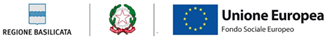 REGIONE BASILICATA
Unione Europea
Fondo Sociale Europeo